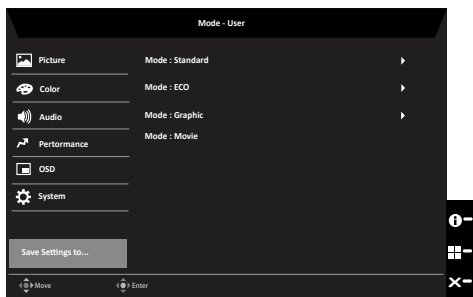 Mode - User
Picture
Mode : Standard
Color
Mode : ECO
Audio
Mode : Graphic
Pertormance
Mode : Movie
OSD
System
Save Settings to...
Move
Enter